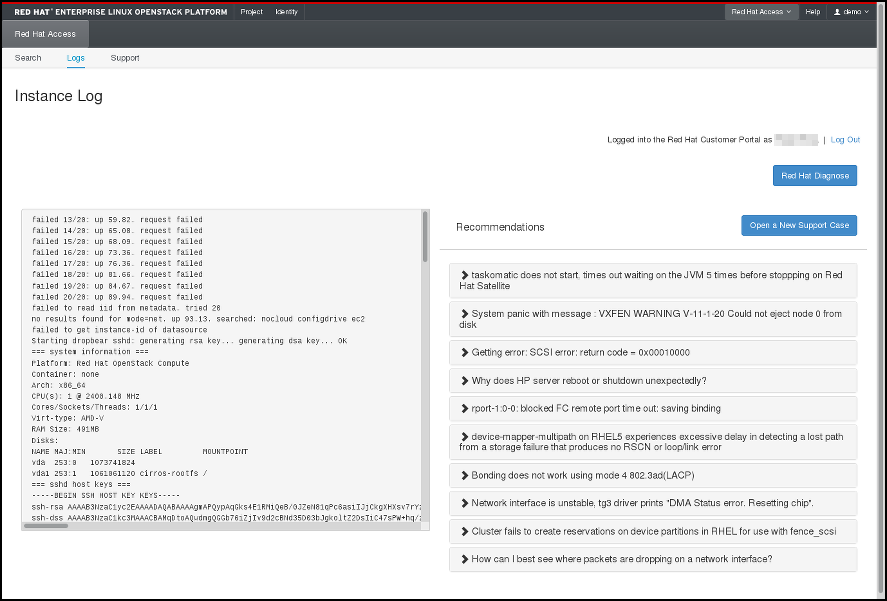 RED HAT® ENTERPRISE LINUX OPENSTACK PLATFORM Project Identity Red Hat Access Help demo
Red Hat Access
Search Logs Support
Instance Log
Logged into the Red Hat Customer Portal as | Log Out
Red Hat Diagnose
failed 13/20: up 59.82. request failed
failed 14/20: up 65.08. request failed
failed 15/20: up 68.09. request failed
failed 16/20: up 73.36. request failed
failed 17/20: up 76.36. request failed
failed 18/20: up 81.66. request failed
failed 19/20: up 84.67. request failed
failed 20/20: up 89.94. request failed
failed to read iid from metadata. tried 20
no results found for mode=net. up 93.13. searched: nocloud configdrive ec2
failed to get instance-id of datasource
Starting dropbear sshd: generating rsa key... generating dsa key... OK
=== system information ===
Platform: Red Hat OpenStack Compute
Container: none
Arch: x86_64
CPU(s): 1 @ 2400.148 MHz
Cores/Sockets/Threads: 1/1/1
Virt-type: AMD-V
RAM Size: 491MB
Disks:
NAME MAJ:MIN SIZE LABEL MOUNTPOINT
vda 253:0 1073741824
vda1 253:1 1061061120 cirros-rootfs /
=== sshd host keys ===
-----BEGIN SSH HOST KEY KEYS-----
ssh-rsa
ssh-dss
Recommendations
Open a New Support Case
taskomatic does not start, times out waiting on the JVM 5 times before stoppping on Red
Hat Satellite
System panic with message : VXFEN WARNING V-11-1-20 Could not eject node 0 from
disk
Getting error: SCSI error: return code = 0x00010000
Why does HP server reboot or shutdown unexpectedly?
rport-1:0-0: blocked FC remote port time out: saving binding
device-mapper-multipath on RHEL5 experiences excessive delay in detecting a lost path
from a storage failure that produces no RSCN or loop/link error
Bonding does not work using mode 4 802.3ad(LACP)
Network interface is unstable, tg3 driver prints "DMA Status error. Resetting chip".
Cluster fails to create reservations on device partitions in RHEL for use with fence_scsi
How can I best see where packets are dropping on a network interface?